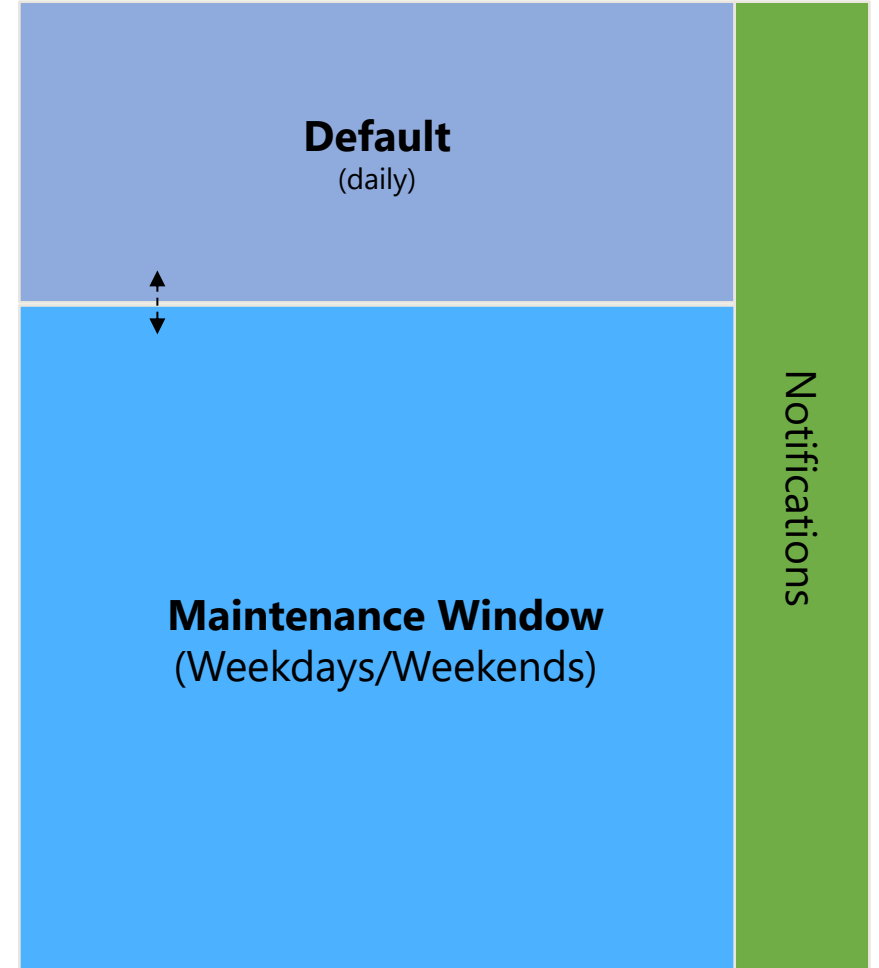 Default
(daily)
Maintenance Window
(Weekdays/Weekends)
Notifications